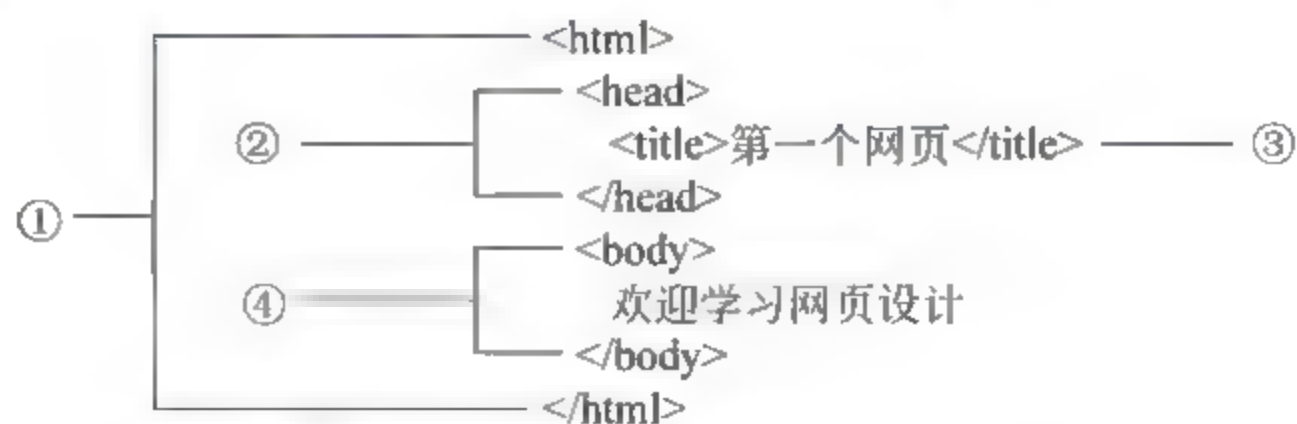 <html>
<head>
② <title>第一个网页</title> ③
</head>
①
<body>
④ 欢迎学习网页设计
</body>
</html>